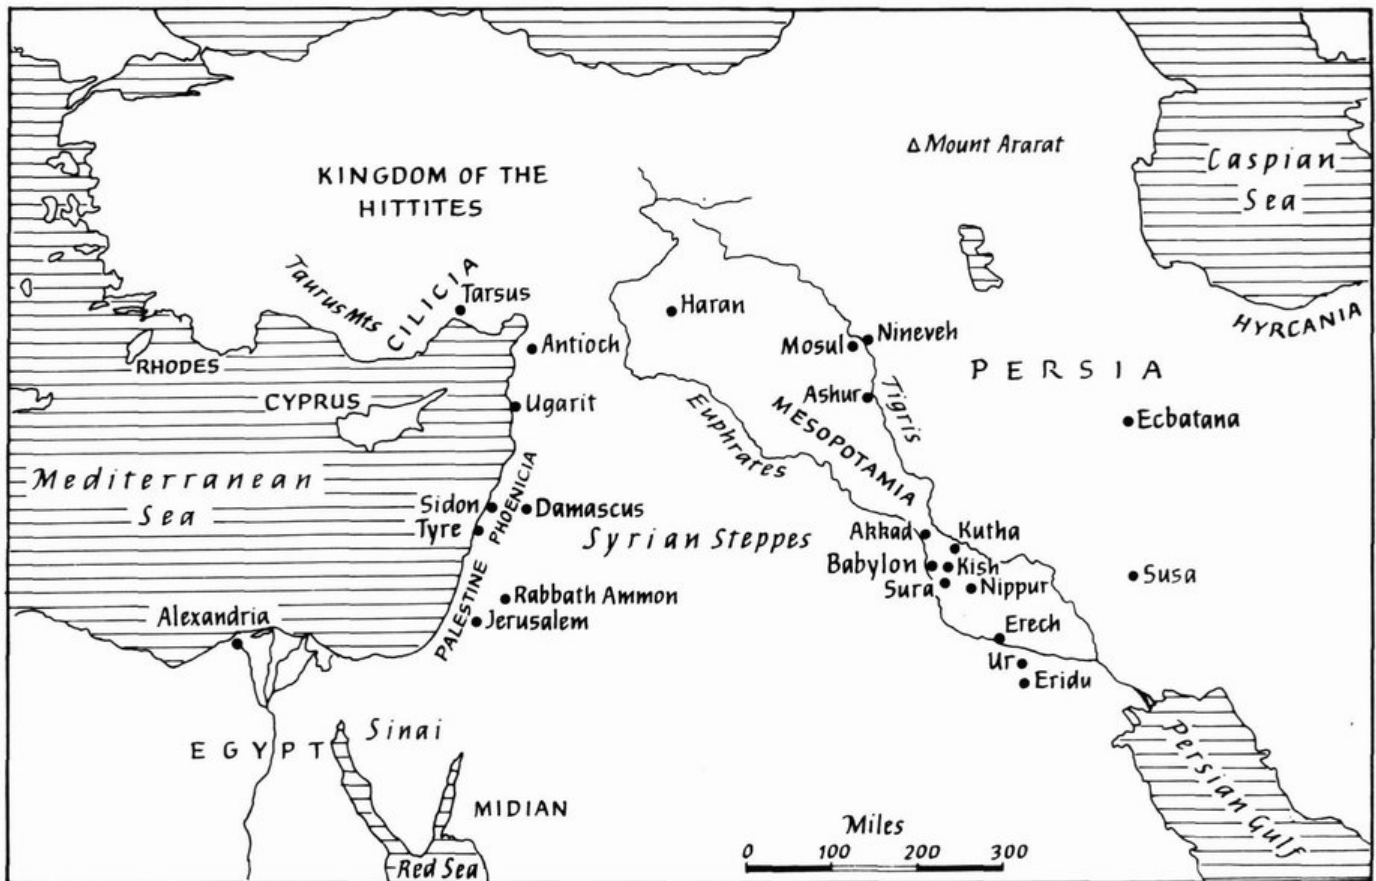 Mount Ararat
Caspian
Sea
KINGDOM OF THE
HITTITES
Taurus Mts
CILICIA
Tarsus
Haran
HYRCANIA
Antioch
Mosul
Nineveh
RHODES
PERSIA
CYPRUS
Ugarit
Ashur
Tigris
Euphrates
MESOPOTAMIA
Ecbatana
Mediterranean
Sea
PHOENICIA
Sidon
Damascus
Tyre
Syrian Steppes
Akkad
Kutha
Babylon
Kish
Susa
Sura
Nippur
PALESTINE
Rabbath Ammon
Alexandria
Jerusalem
Erech
Ur
Eridu
EGYPT
Sinai
Persian Gulf
MIDIAN
Miles
0 100 200 300
Red Sea